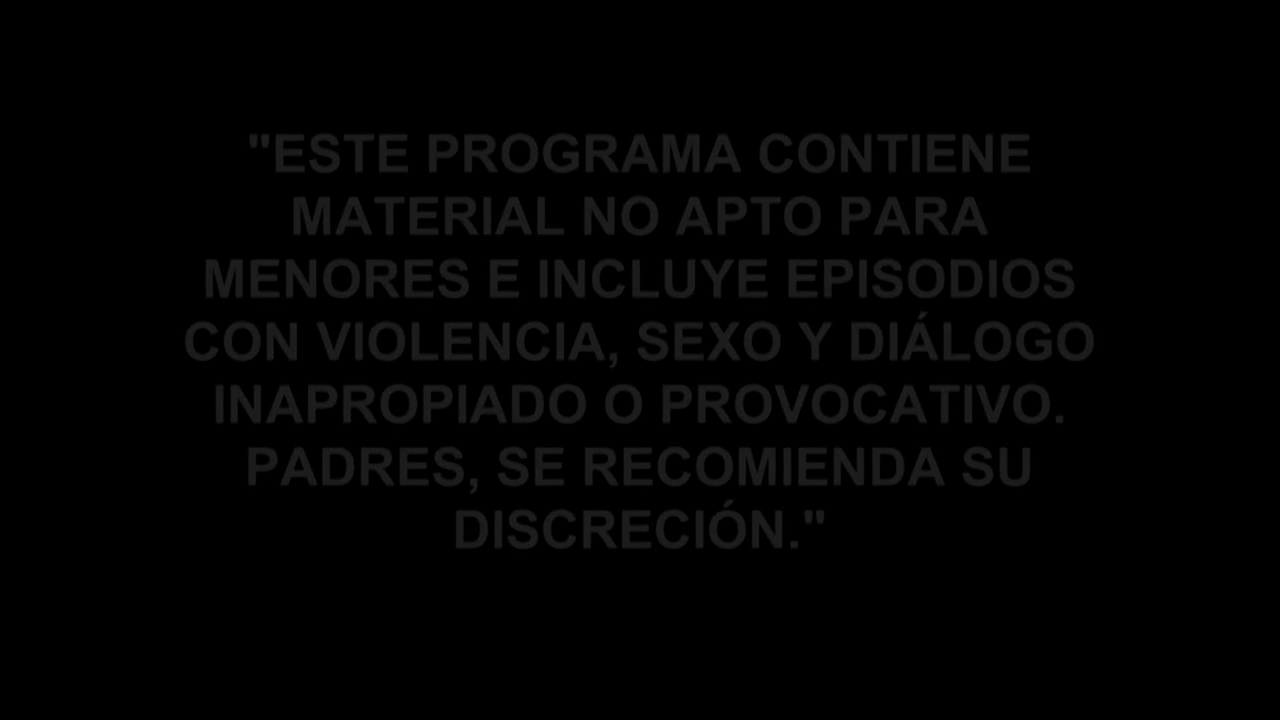 "ESTE PROGRAMA CONTIENE
MATERIAL NO APTO PARA
MENORES E INCLUYE EPISODIOS
CON VIOLENCIA, SEXO Y DIÁLOGO
INAPROPIADO O PROVOCATIVO.
PADRES, SE RECOMIENDA SU
DISCRECIÓN."